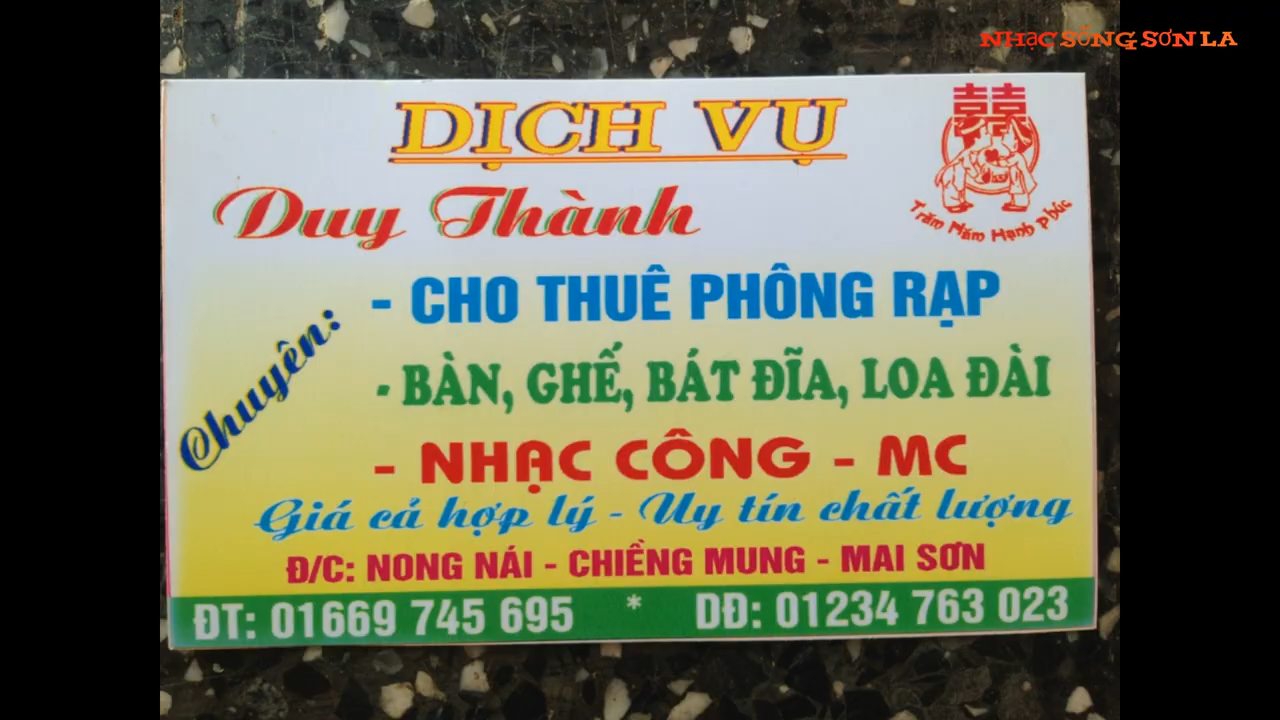 NHẠC SỐNG SƠN LA
DỊCH VỤ
囍
Duy Thành
Trăm Năm Hạnh Phúc
Chuyên:
- CHO THUÊ PHÔNG RẠP
- BÀN, GHẾ, BÁT ĐĨA, LOA ĐÀI
- NHẠC CÔNG - MC
Giá cả hợp lý - Uy tín chất lượng
Đ/C: NONG NÁI - CHIỀNG MUNG - MAI SƠN
ĐT: 01669 745 695 * DĐ: 01234 763 023